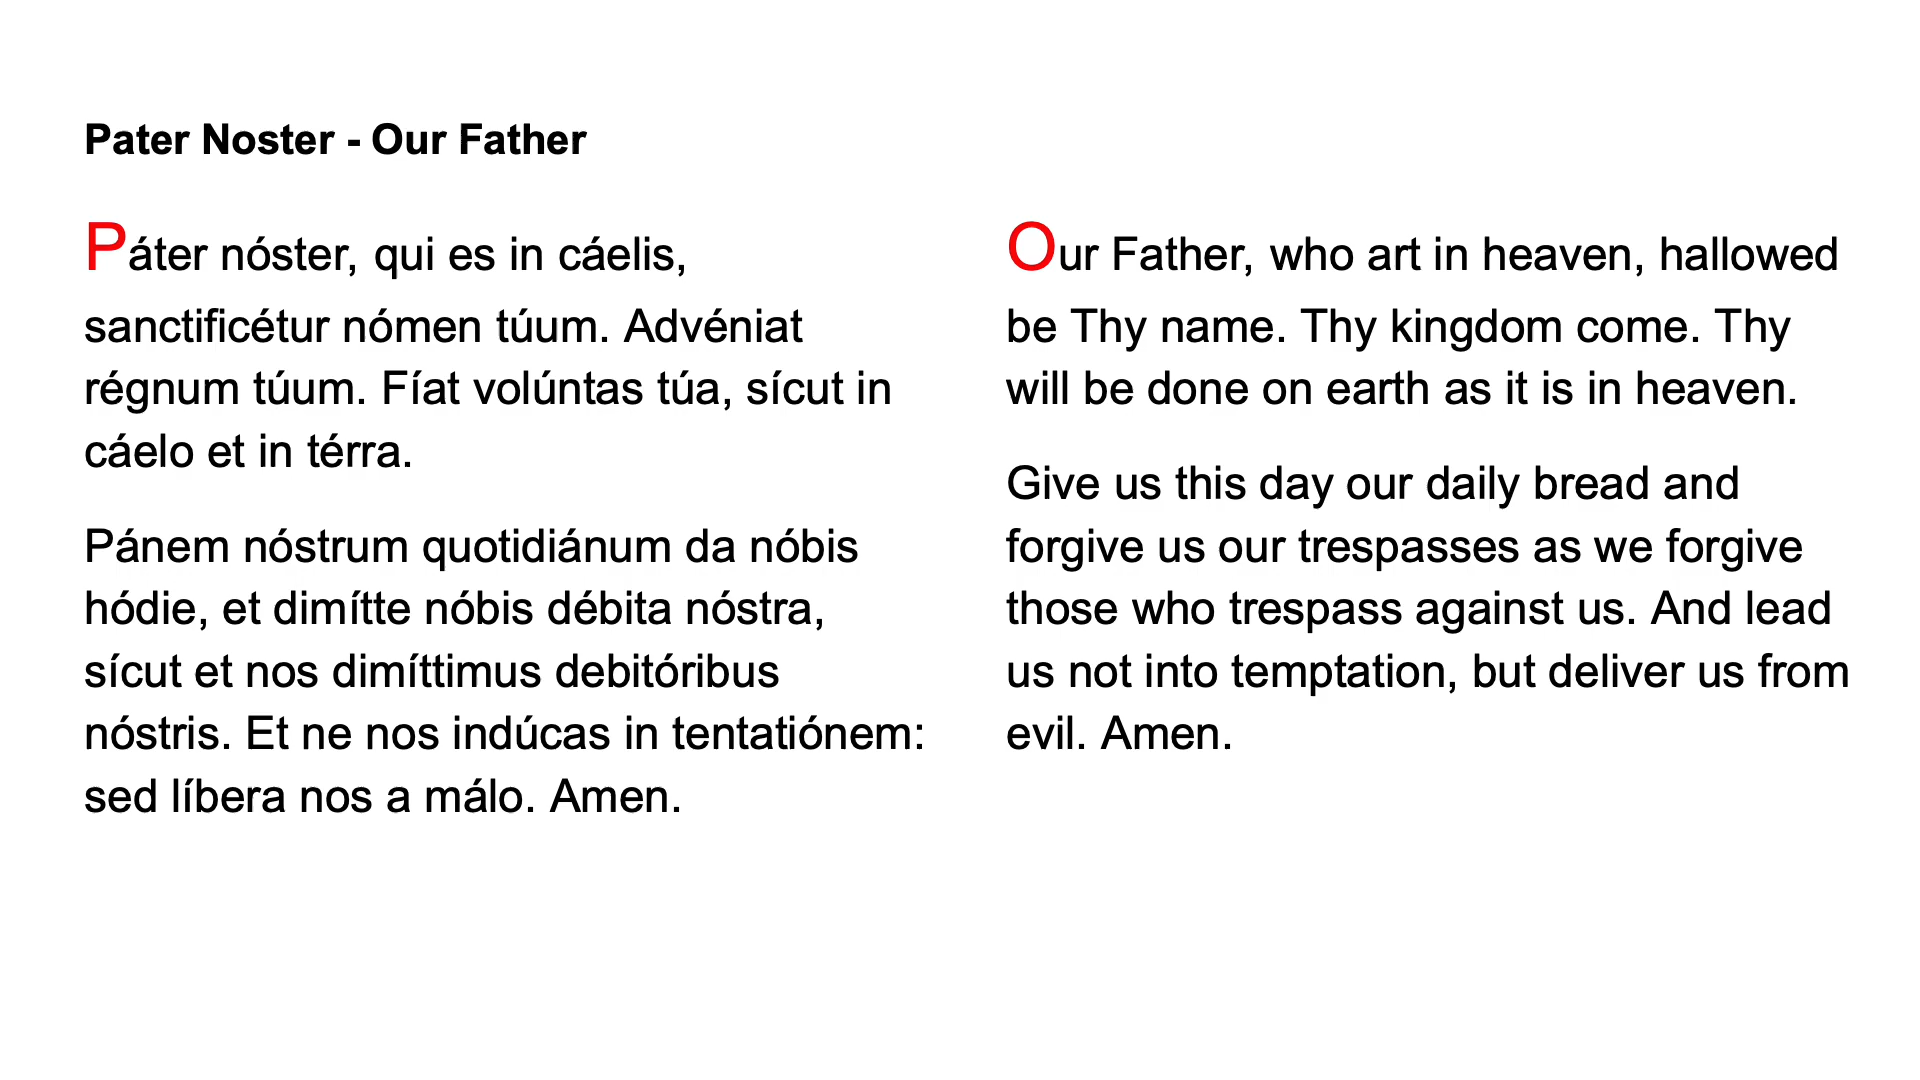 Pater Noster - Our Father
Páter nóster, qui es in cáelis,
sanctificétur nómen túum. Advéniat
régnum túum. Fíat volúntas túa, sícut in
cáelo et in térra.
Pánem nóstrum quotidiánum da nóbis
hódie, et dimítte nóbis débita nóstra,
sícut et nos dimíttimus debitóribus
nóstris. Et ne nos indúcas in tentatiónem:
sed líbera nos a málo. Amen.
Our Father, who art in heaven, hallowed
be Thy name. Thy kingdom come. Thy
will be done on earth as it is in heaven.
Give us this day our daily bread and
forgive us our trespasses as we forgive
those who trespass against us. And lead
us not into temptation, but deliver us from
evil. Amen.